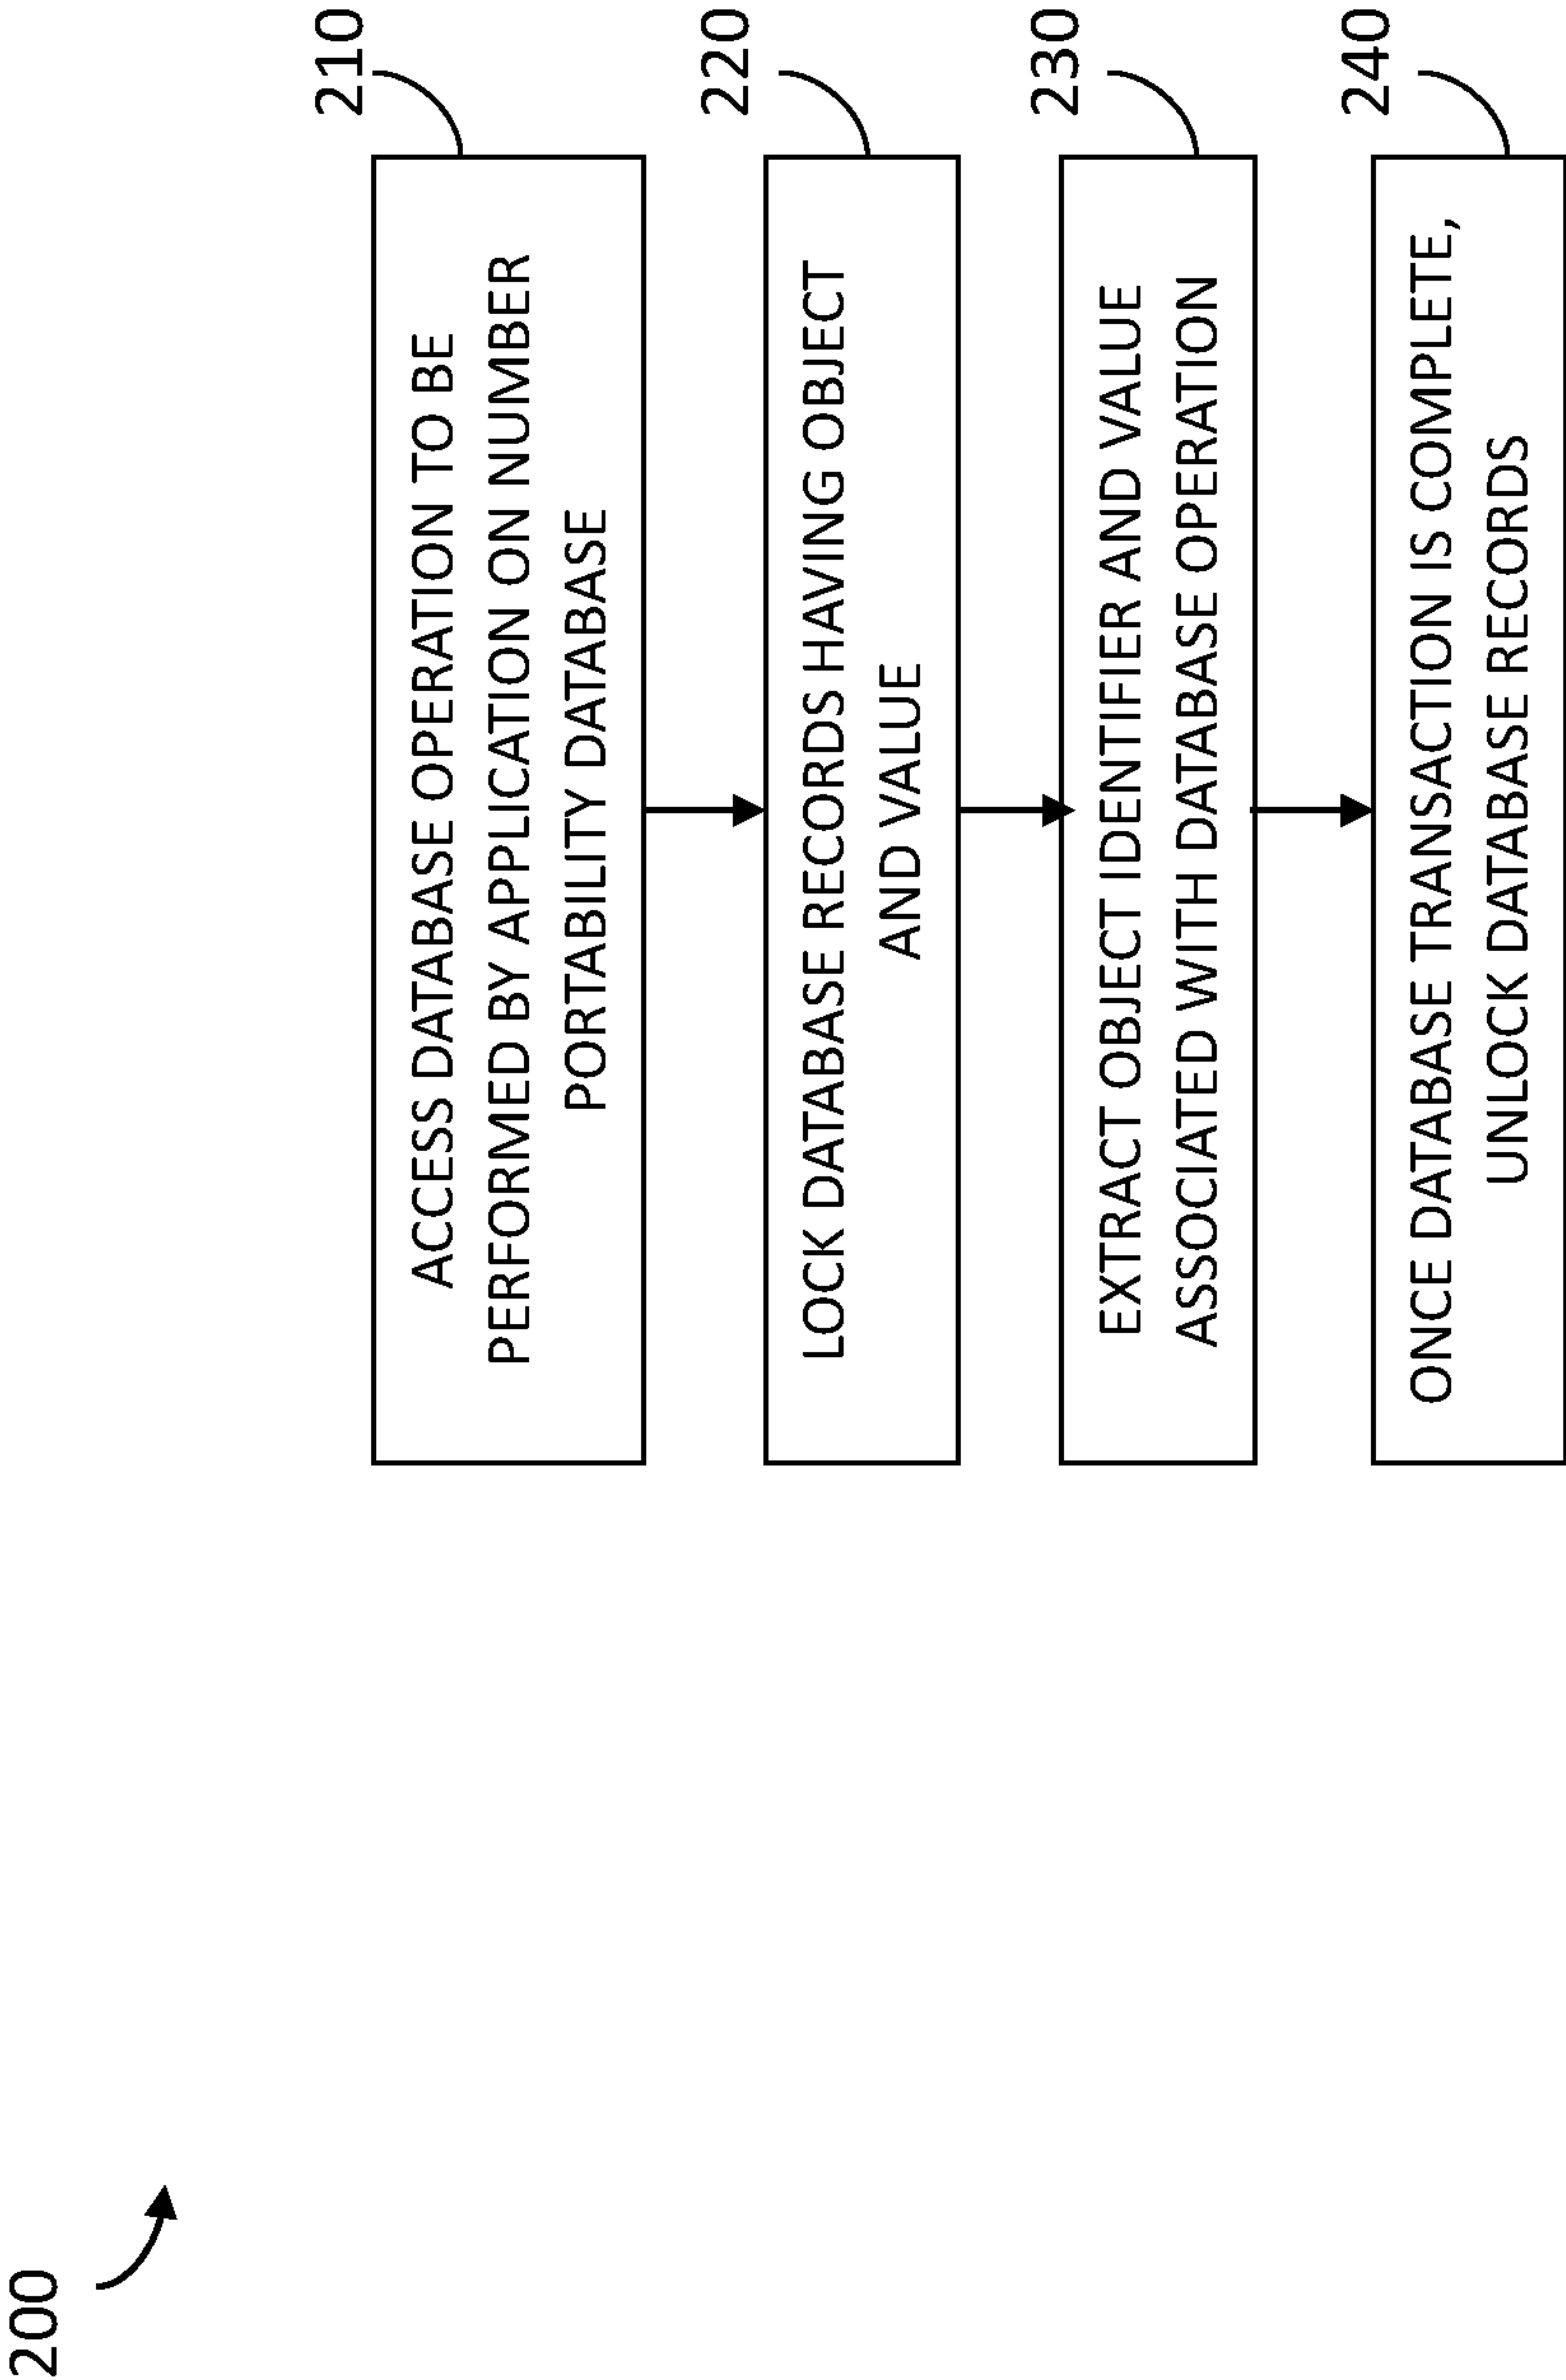 200
210
ACCESS DATABASE OPERATION TO BE
PERFORMED BY APPLICATION ON NUMBER
PORTABILITY DATABASE
220
LOCK DATABASE RECORDS HAVING OBJECT
AND VALUE
230
EXTRACT OBJECT IDENTIFIER AND VALUE
ASSOCIATED WITH DATABASE OPERATION
240
ONCE DATABASE TRANSACTION IS COMPLETE,
UNLOCK DATABASE RECORDS